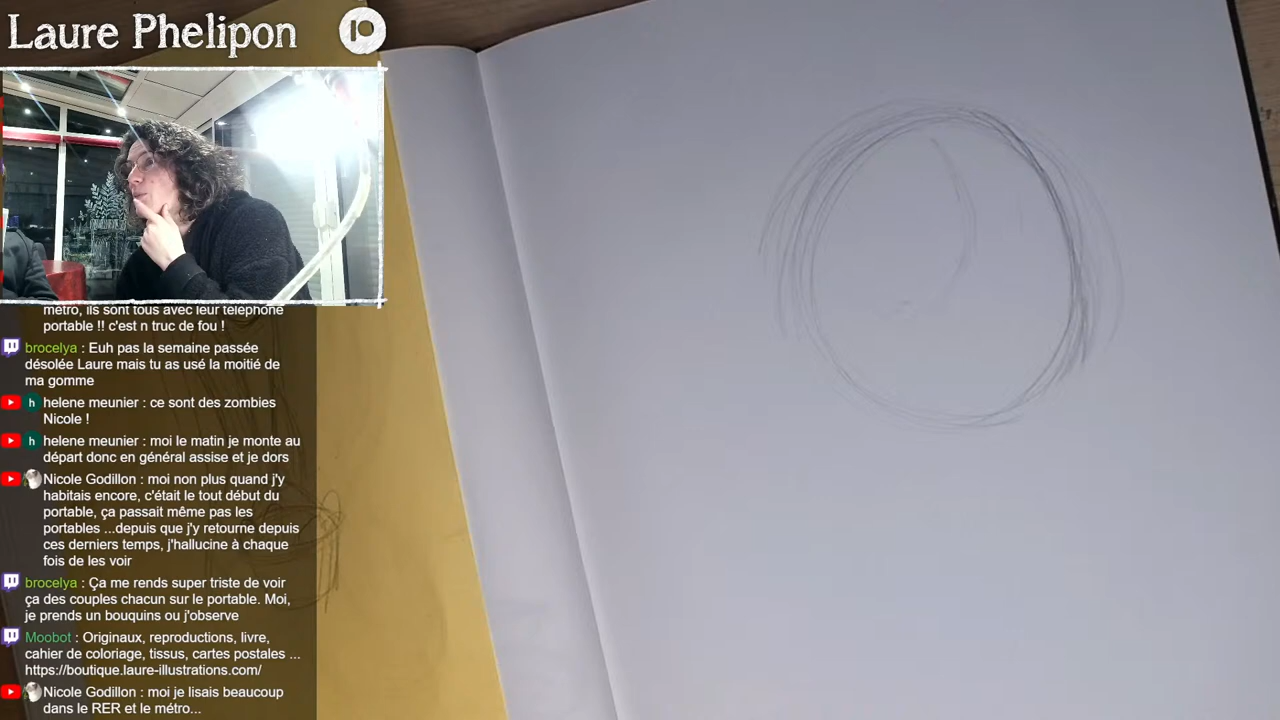 Laure Phelipon
métro, ils sont tous avec leur téléphone
portable !! c'est n truc de fou !
brocelya : Euh pas la semaine passée
désolée Laure mais tu as usé la moitié de
ma gomme
h helene meunier : ce sont des zombies
Nicole !
h helene meunier : moi le matin je monte au
départ donc en général assise et je dors
Nicole Godillon : moi non plus quand j'y
habitais encore, c'était le tout début du
portable, ça passait même pas les
portables ...depuis que j'y retourne depuis
ces derniers temps, j'hallucine à chaque
fois de les voir
brocelya : Ça me rends super triste de voir
ça des couples chacun sur le portable. Moi,
je prends un bouquins ou j'observe
Moobot : Originaux, reproductions, livre,
cahier de coloriage, tissus, cartes postales ...
https://boutique.laure-illustrations.com/
Nicole Godillon : moi je lisais beaucoup
dans le RER et le métro...